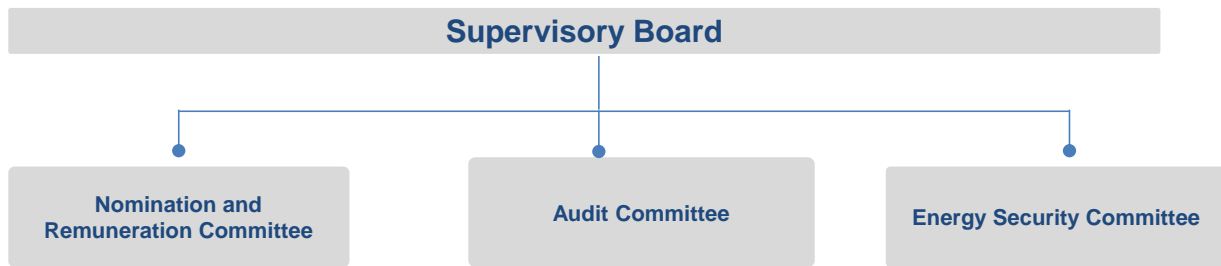 Supervisory Board
Nomination and
Remuneration Committee
Audit Committee
Energy Security Committee